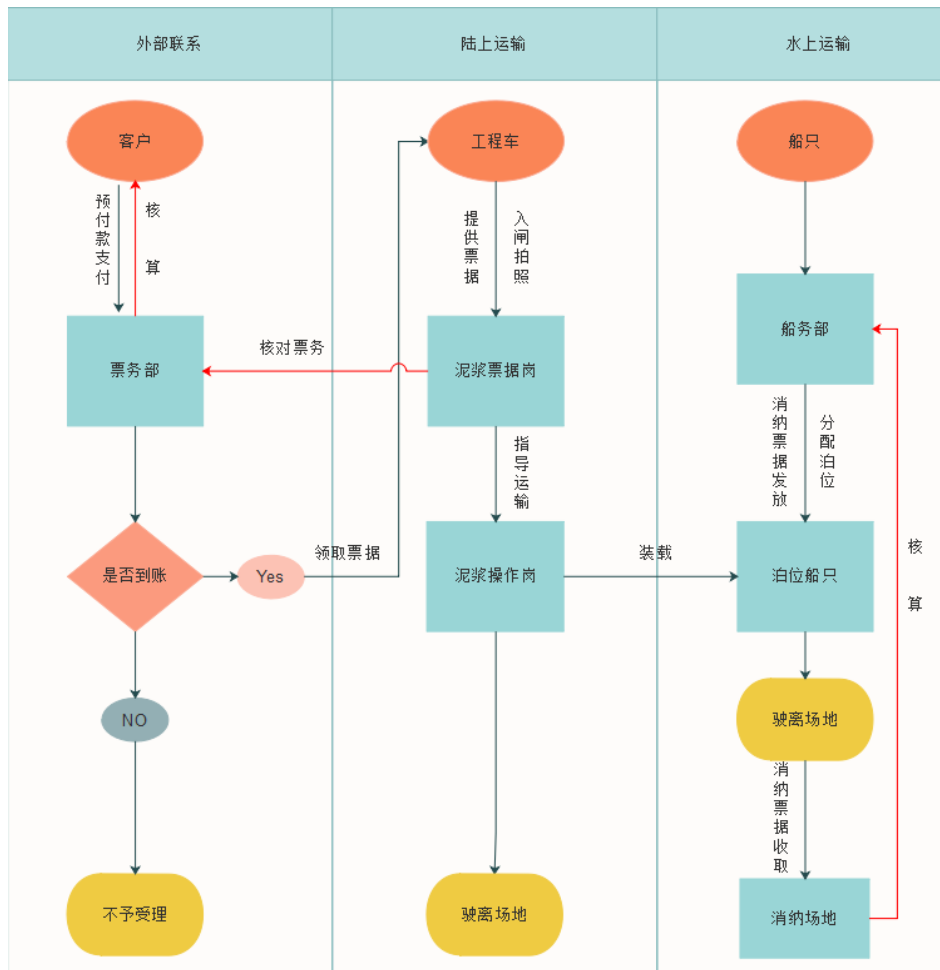 外部联系
陆上运输
水上运输
客户
工程车
船只
预付款支付
核算
提供票据
入闸拍照
票务部
核对票务
泥浆票据岗
船务部
指导运输
消纳票据发放
分配泊位
是否到账
Yes
领取票据
泥浆操作岗
装载
泊位船只
核算
NO
驶离场地
消纳票据收取
不予受理
驶离场地
消纳场地